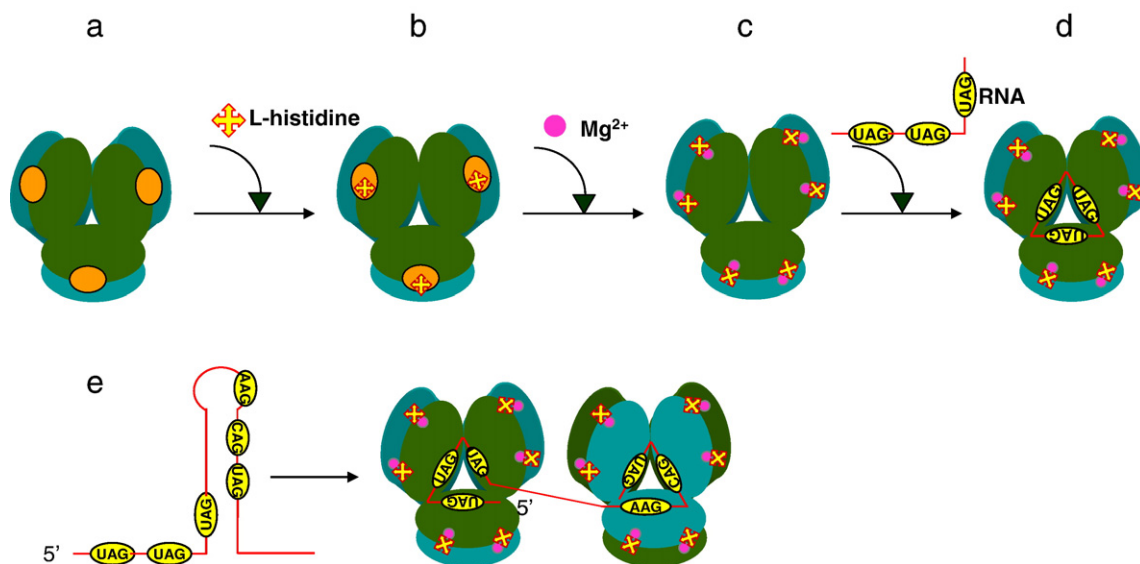 a
b
c
d
L-histidine
Mg²⁺
UAG
RNA
UAG UAG
UAG UAG
UAG
e
AAG
CAG
UAG
UAG
5' UAG UAG
UAG UAG
UAG 5'
UAG CAG
AAG